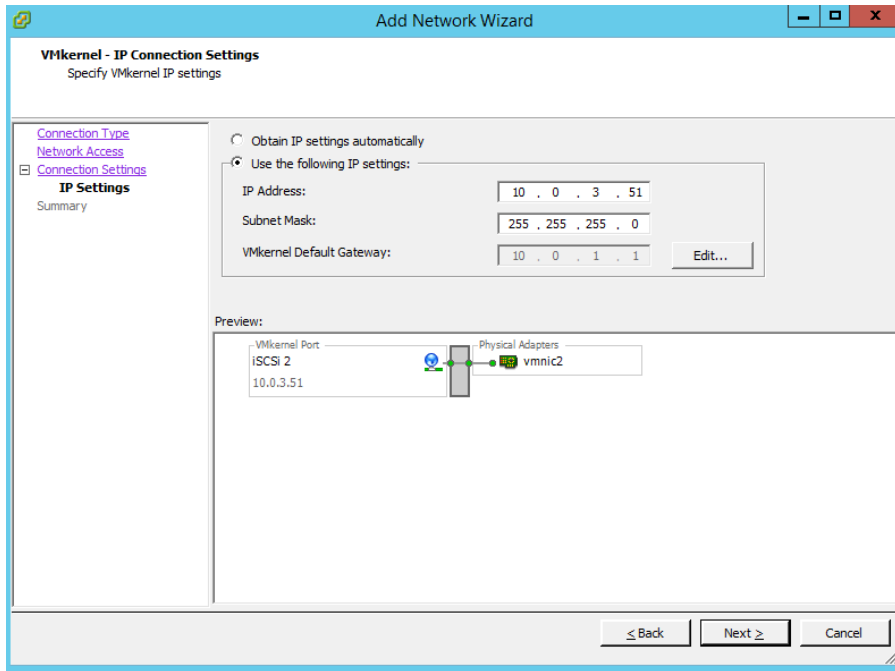 Add Network Wizard
VMkernel - IP Connection Settings
Specify VMkernel IP settings
Connection Type
Network Access
Connection Settings
IP Settings
Summary
Obtain IP settings automatically
Use the following IP settings:
IP Address: 10 . 0 . 3 . 51
Subnet Mask: 255 . 255 . 255 . 0
VMkernel Default Gateway: 10 . 0 . 1 . 1 Edit...
Preview:
VMkernel Port
iSCSi 2
10.0.3.51
Physical Adapters
vmnic2
< Back Next > Cancel